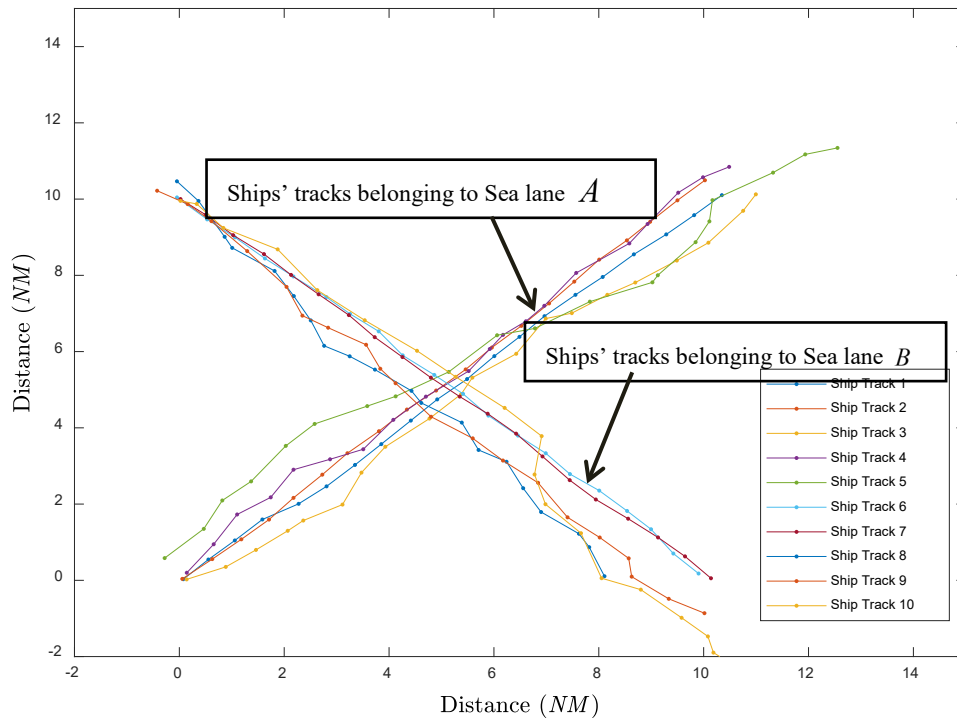 14
12
10
8
6
4
2
0
-2
Distance (NM)
Ships’ tracks belonging to Sea lane A
Ships’ tracks belonging to Sea lane B
Ship Track 1
Ship Track 2
Ship Track 3
Ship Track 4
Ship Track 5
Ship Track 6
Ship Track 7
Ship Track 8
Ship Track 9
Ship Track 10
-2 0 2 4 6 8 10 12 14
Distance (NM)